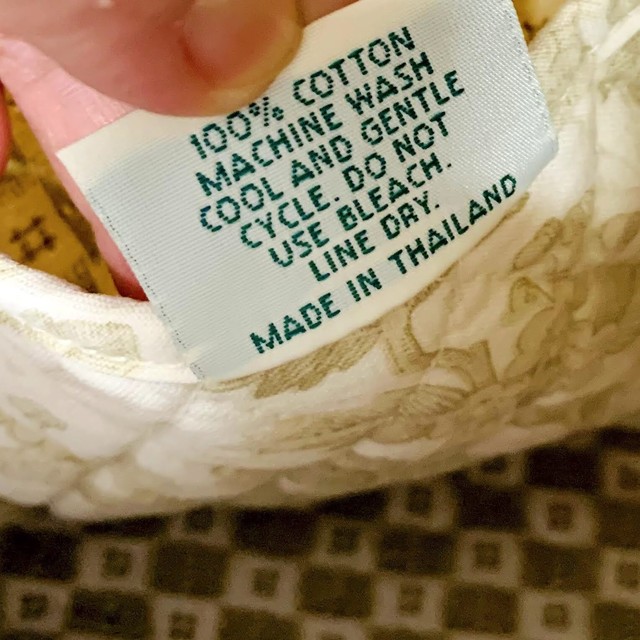 100% COTTON
MACHINE WASH
COOL AND GENTLE
CYCLE. DO NOT
USE BLEACH.
LINE DRY.
MADE IN THAILAND